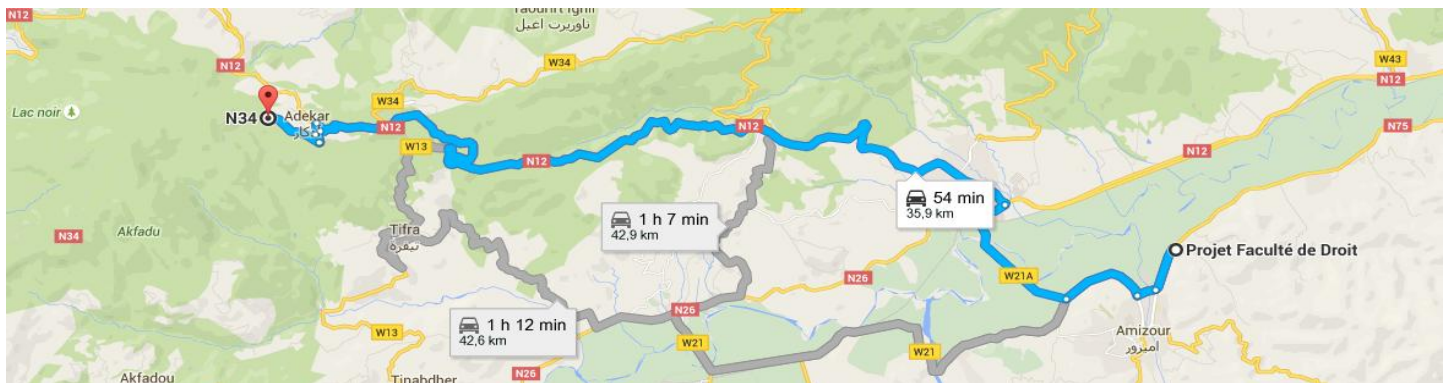 N12
Taourirt Ighil
تاوريرت اغيل
N12
W34
W43
N12
Lac noir
N34
Adekar
ادكار
W34
N12
W13
N12
N12
N75
N12
54 min
35,9 km
1 h 7 min
42,9 km
N34
Akfadu
Tifra
تيفرة
Projet Faculté de Droit
W21A
N26
1 h 12 min
42,6 km
N26
W13
W21
W21
Amizour
اميزور
Akfadou
Tinabdher
N26